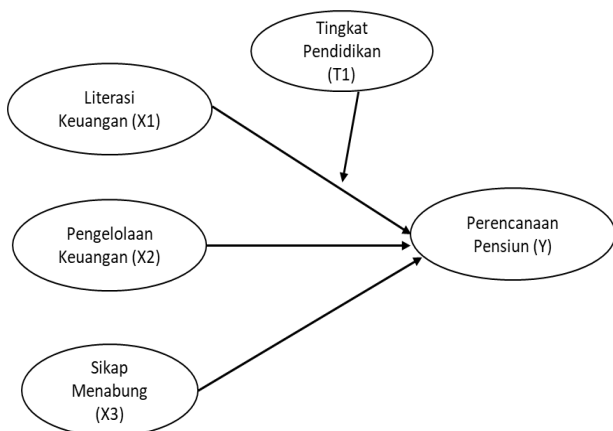 Tingkat
Pendidikan
(T1)
Literasi
Keuangan (X1)
Pengelolaan
Keuangan (X2)
Perencanaan
Pensiun (Y)
Sikap
Menabung
(X3)